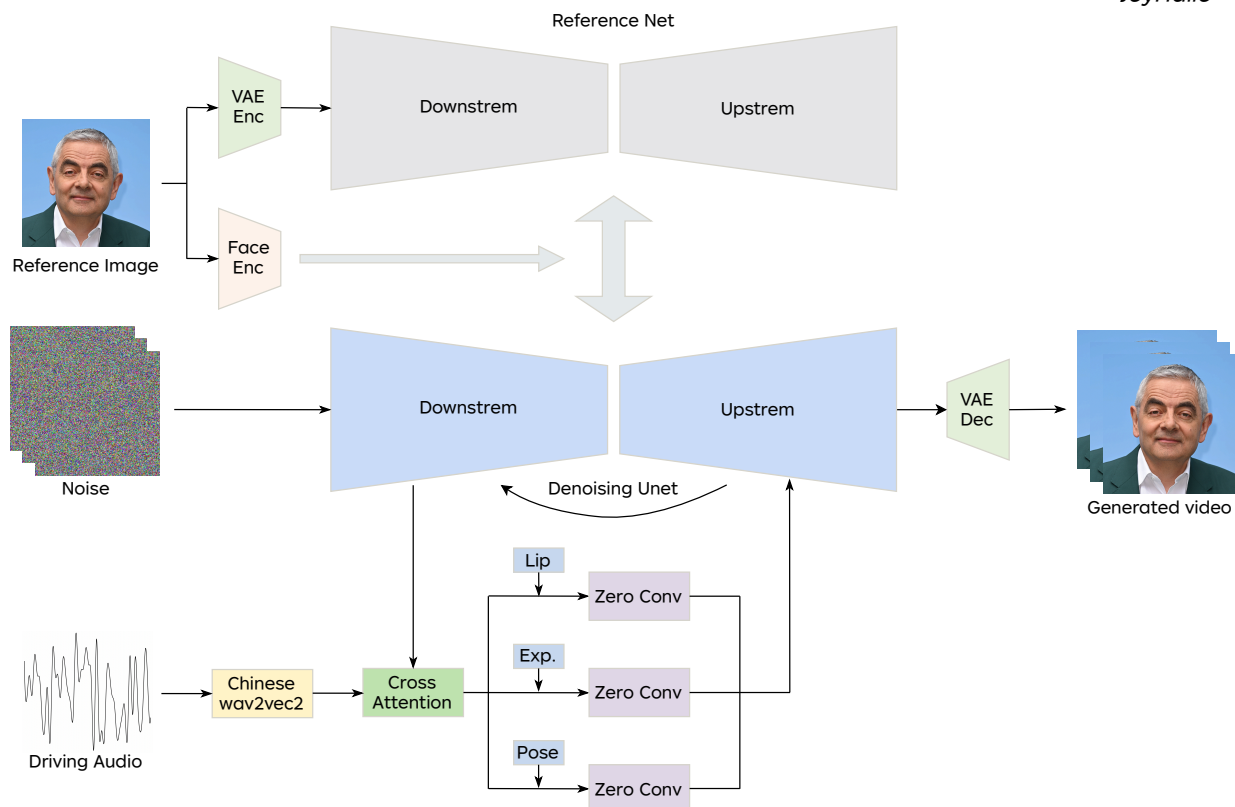 Reference Net
VAE
Enc
Downstrem
Upstrem
Reference Image
Face
Enc
Noise
Downstrem
Upstrem
VAE
Dec
Generated video
Denoising Unet
Lip
Zero Conv
Exp.
Zero Conv
Pose
Zero Conv
Driving Audio
Chinese
wav2vec2
Cross
Attention